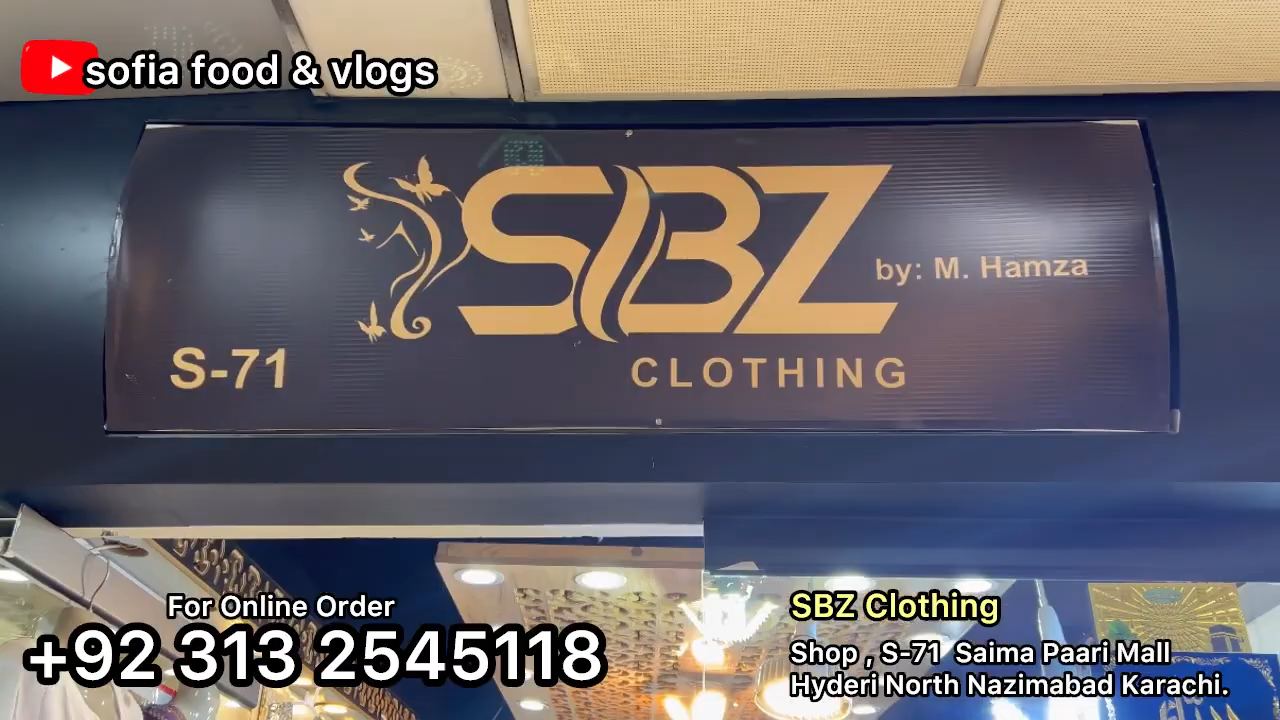 sofia food & vlogs
SBZ
by: M. Hamza
S-71
CLOTHING
For Online Order
+92 313 2545118
SBZ Clothing
Shop , S-71 Saima Paari Mall
Hyderi North Nazimabad Karachi.